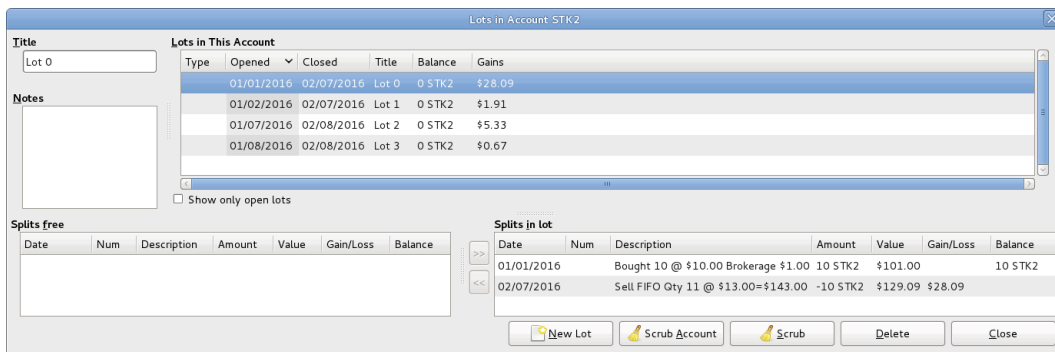 Lots in Account STK2
Title
Lot 0
Notes
Lots in This Account
Type Opened Closed Title Balance Gains
01/01/2016 02/07/2016 Lot 0 0 STK2 $28.09
01/02/2016 02/07/2016 Lot 1 0 STK2 $1.91
01/07/2016 02/08/2016 Lot 2 0 STK2 $5.33
01/08/2016 02/08/2016 Lot 3 0 STK2 $0.67
Show only open lots
Splits free
Date Num Description Amount Value Gain/Loss Balance
>>
<<
Splits in lot
Date Num Description Amount Value Gain/Loss Balance
01/01/2016 Bought 10 @ $10.00 Brokerage $1.00 10 STK2 $101.00 10 STK2
02/07/2016 Sell FIFO Qty 11 @ $13.00=$143.00 -10 STK2 $129.09 $28.09
New Lot Scrub Account Scrub Delete Close